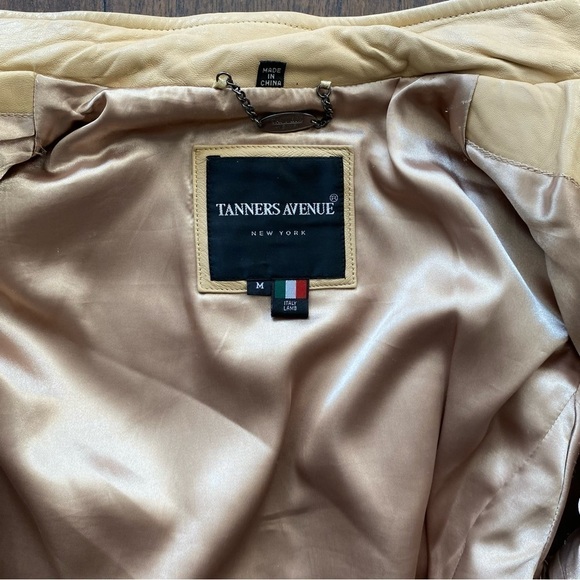 MADE
IN
CHINA
TANNERS AVENUE®
NEW YORK
M
ITALY
LAMB